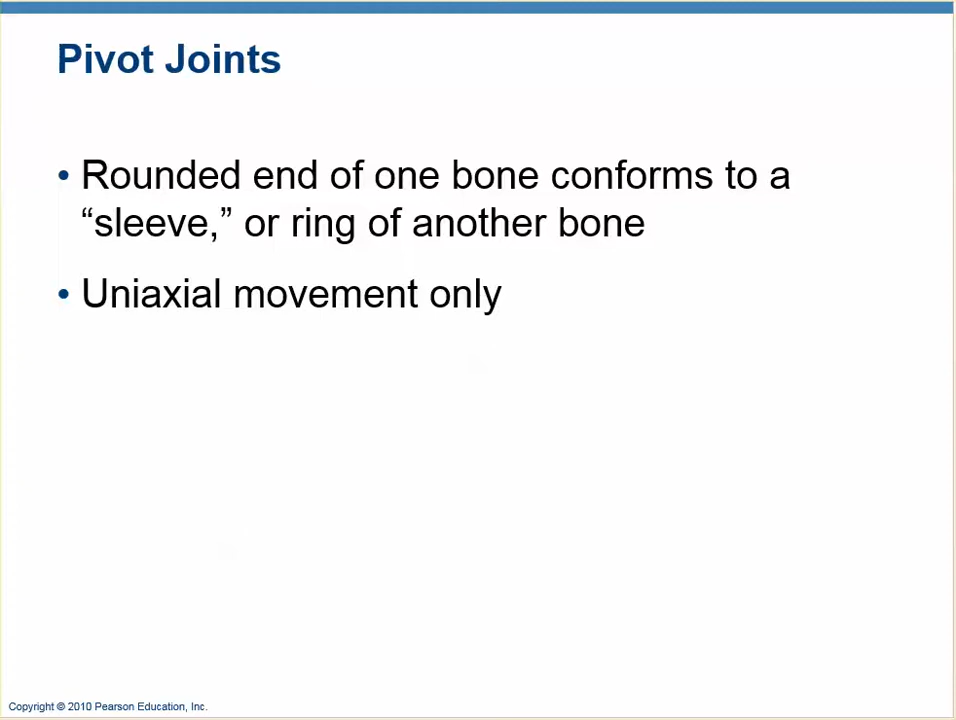 Pivot Joints
• Rounded end of one bone conforms to a
“sleeve,” or ring of another bone
• Uniaxial movement only
Copyright © 2010 Pearson Education, Inc.